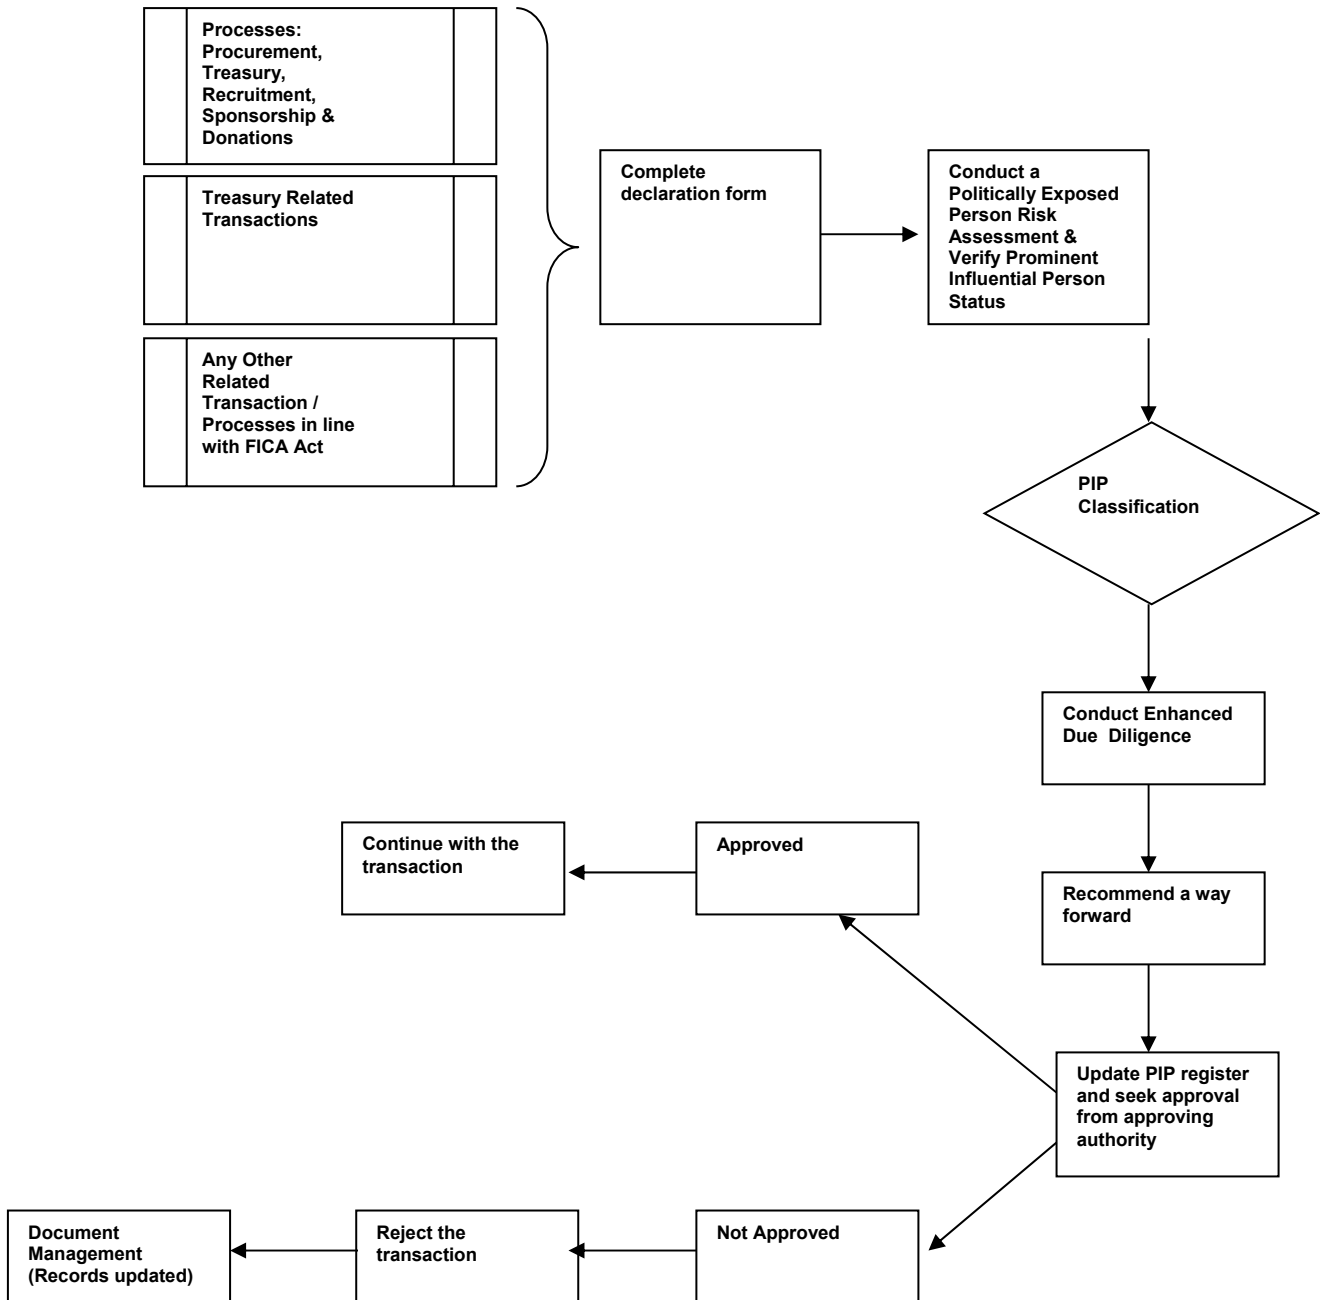 Processes:
Procurement,
Treasury,
Recruitment,
Sponsorship &
Donations
Treasury Related
Transactions
Any Other
Related
Transaction /
Processes in line
with FICA Act
Complete
declaration form
Conduct a
Politically Exposed
Person Risk
Assessment &
Verify Prominent
Influential Person
Status
PIP
Classification
Conduct Enhanced
Due Diligence
Recommend a way
forward
Update PIP register
and seek approval
from approving
authority
Approved
Continue with the
transaction
Not Approved
Reject the
transaction
Document
Management
(Records updated)